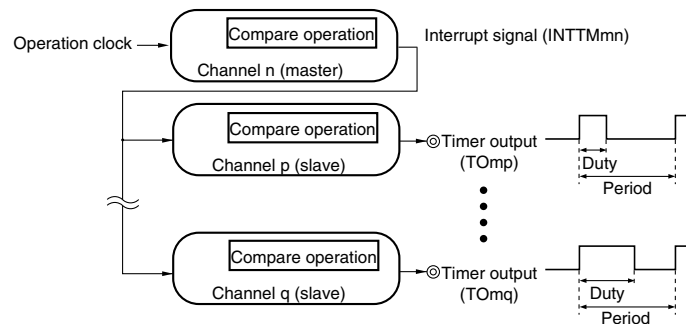 Compare operation
Operation clock
Interrupt signal (INTTMmn)
Channel n (master)
Compare operation
Channel p (slave)
Timer output
(TOmp)
Duty
Period
Compare operation
Channel q (slave)
Timer output
(TOmq)
Duty
Period